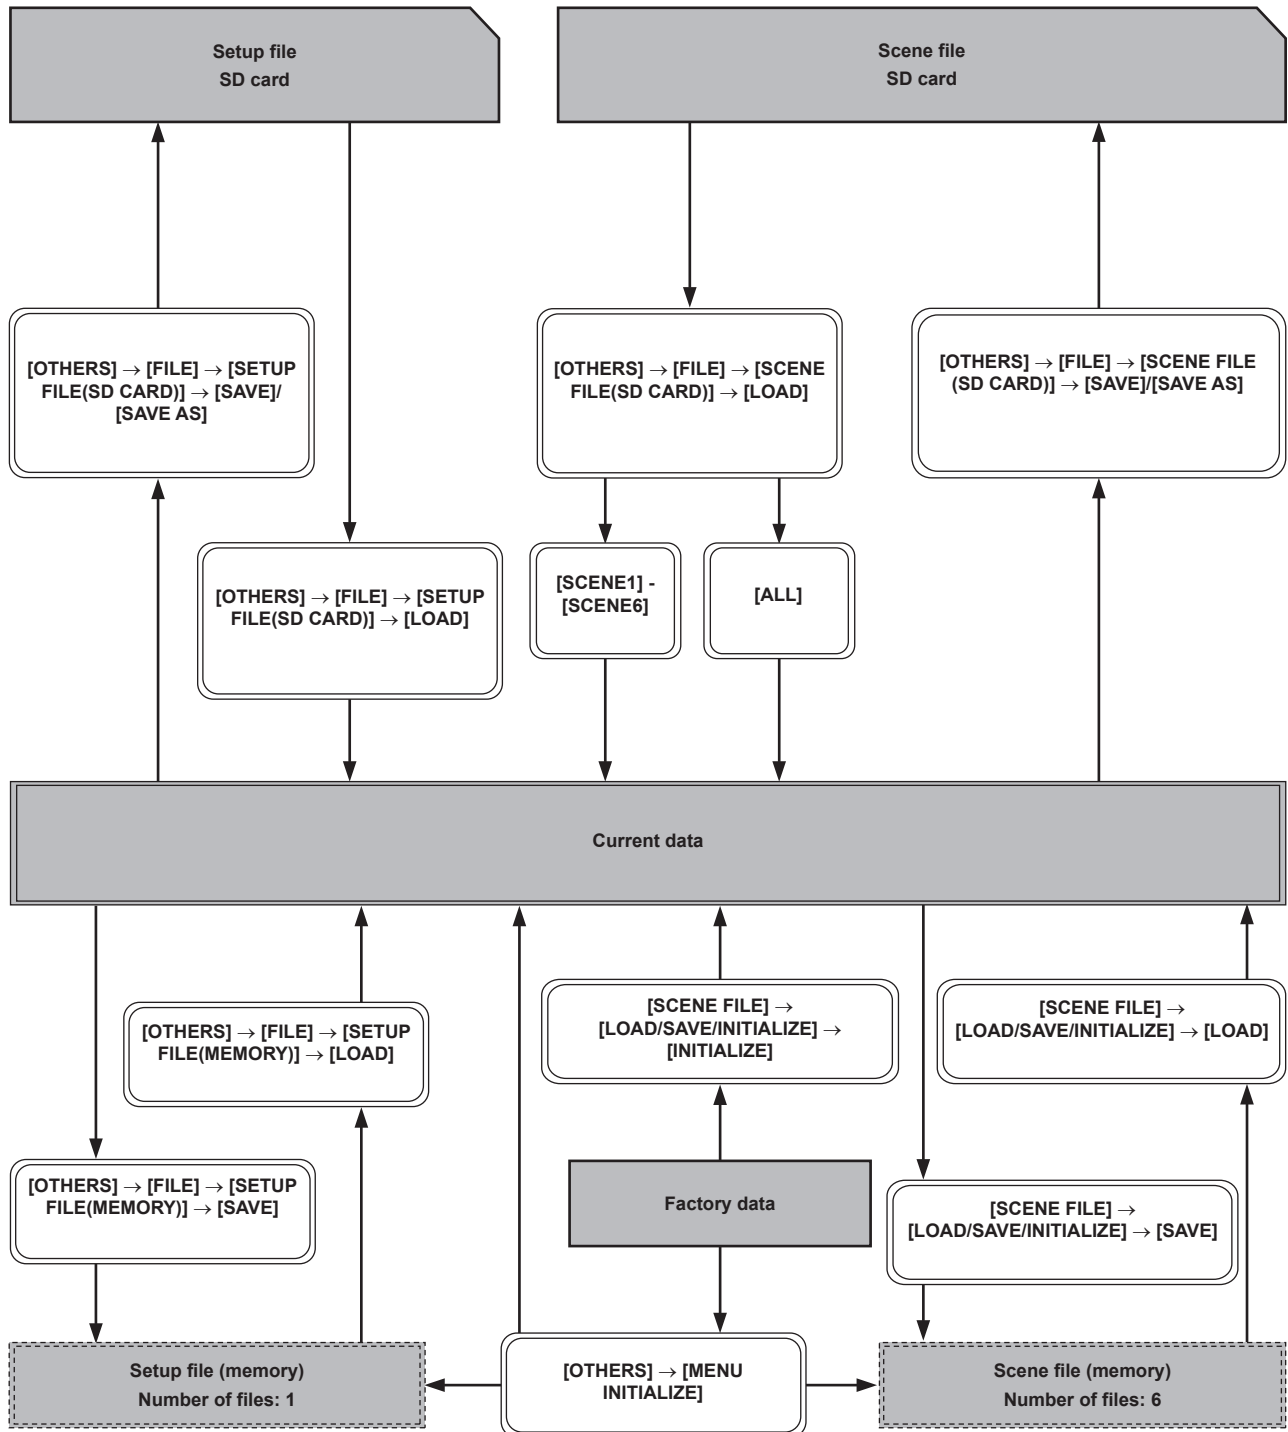 Setup file
SD card
Scene file
SD card
[OTHERS] → [FILE] → [SETUP
FILE(SD CARD)] → [SAVE]/
[SAVE AS]
[OTHERS] → [FILE] → [SCENE
FILE(SD CARD)] → [LOAD]
[OTHERS] → [FILE] → [SCENE FILE
(SD CARD)] → [SAVE]/[SAVE AS]
[OTHERS] → [FILE] → [SETUP
FILE(SD CARD)] → [LOAD]
[SCENE1] -
[SCENE6]
[ALL]
Current data
[OTHERS] → [FILE] → [SETUP
FILE(MEMORY)] → [LOAD]
[SCENE FILE] →
[LOAD/SAVE/INITIALIZE] →
[INITIALIZE]
[SCENE FILE] →
[LOAD/SAVE/INITIALIZE] → [LOAD]
[OTHERS] → [FILE] → [SETUP
FILE(MEMORY)] → [SAVE]
Factory data
[SCENE FILE] →
[LOAD/SAVE/INITIALIZE] → [SAVE]
Setup file (memory)
Number of files: 1
[OTHERS] → [MENU
INITIALIZE]
Scene file (memory)
Number of files: 6